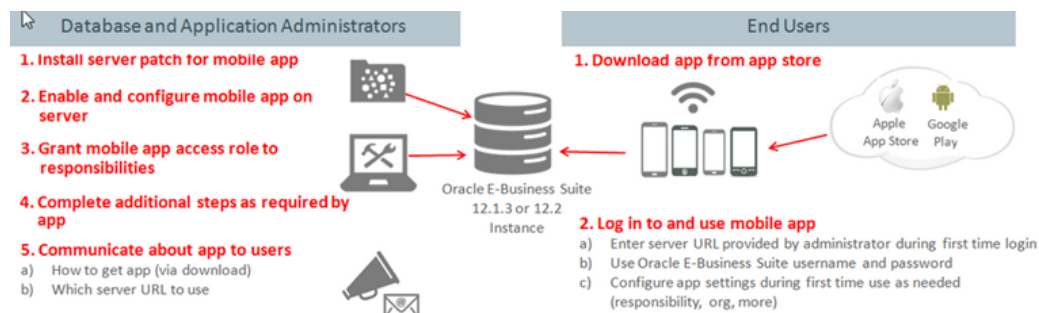 Database and Application Administrators
1. Install server patch for mobile app
2. Enable and configure mobile app on
server
3. Grant mobile app access role to
responsibilities
4. Complete additional steps as required by
app
5. Communicate about app to users
a) How to get app (via download)
b) Which server URL to use
Oracle E-Business Suite
12.1.3 or 12.2
Instance
End Users
1. Download app from app store
Apple
App Store
Google
Play
2. Log in to and use mobile app
a) Enter server URL provided by administrator during first time login
b) Use Oracle E-Business Suite username and password
c) Configure app settings during first time use as needed
(responsibility, org, more)